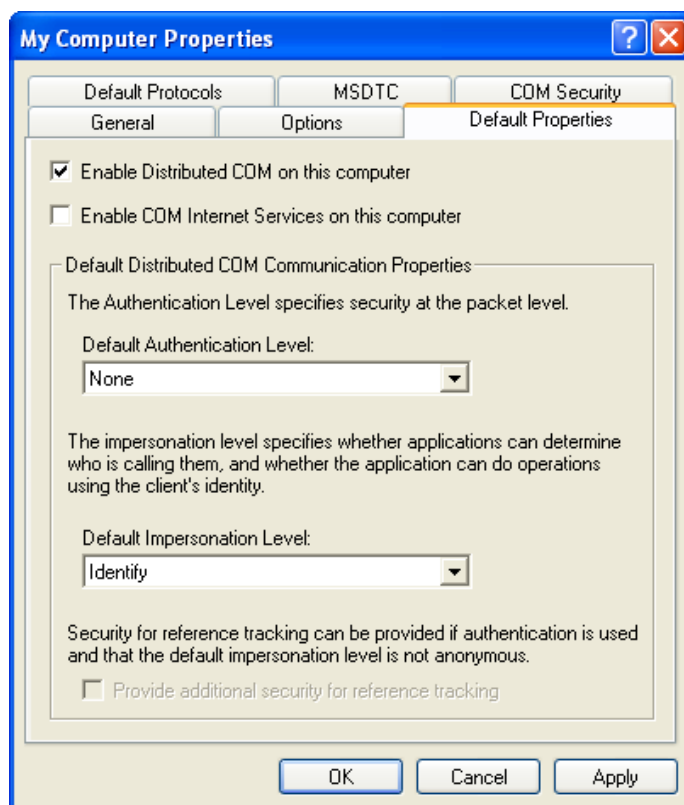 My Computer Properties
Default Protocols MSDTC COM Security
General Options Default Properties
Enable Distributed COM on this computer
Enable COM Internet Services on this computer
Default Distributed COM Communication Properties
The Authentication Level specifies security at the packet level.
Default Authentication Level:
None
The impersonation level specifies whether applications can determine
who is calling them, and whether the application can do operations
using the client's identity.
Default Impersonation Level:
Identify
Security for reference tracking can be provided if authentication is used
and that the default impersonation level is not anonymous.
Provide additional security for reference tracking
OK Cancel Apply